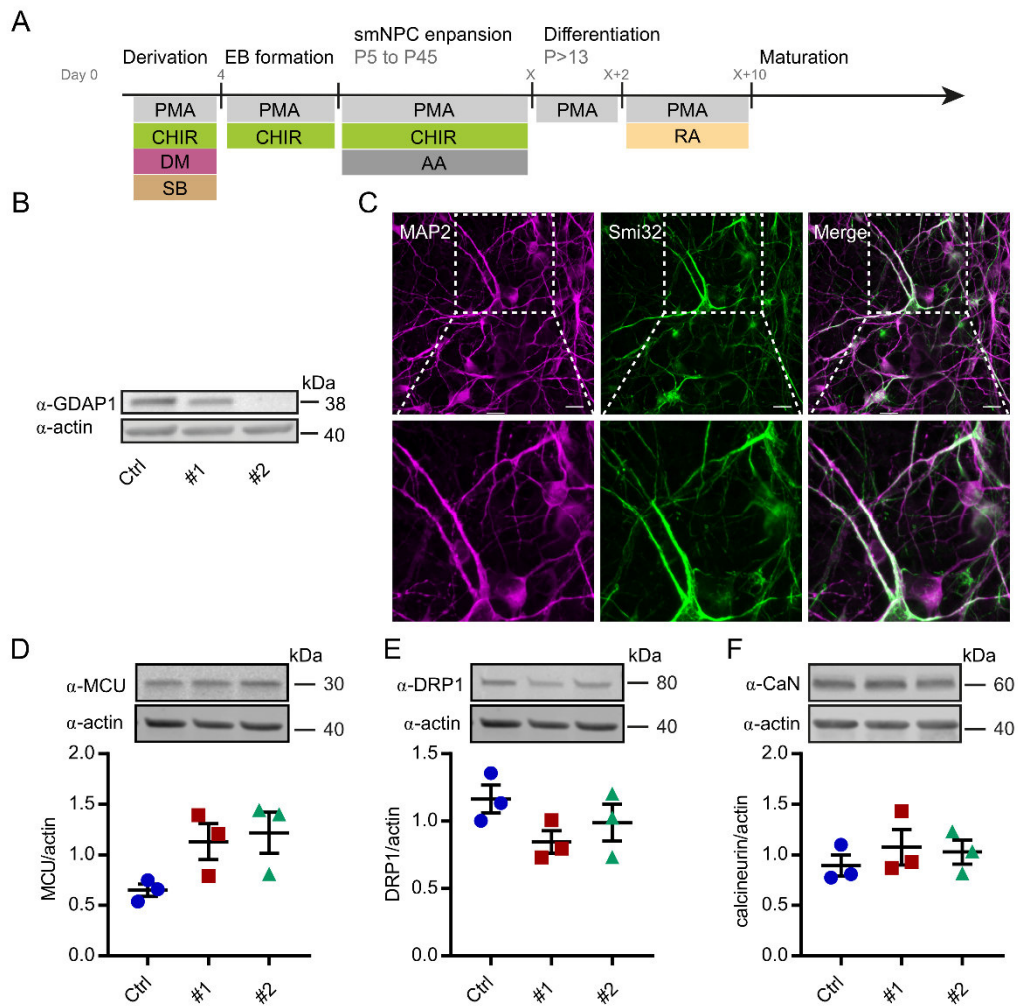 A
Derivation
EB formation
smNPC enpansion
P5 to P45
Differentiation
P>13
Maturation
Day 0
4
X
X+2
X+10
PMA
PMA
PMA
PMA
PMA
CHIR
CHIR
CHIR
RA
DM
AA
SB
B
kDa
α-GDAP1
38
α-actin
40
Ctrl
#1
#2
C
MAP2
Smi32
Merge
D
kDa
α-MCU
30
α-actin
40
2.0
1.5
1.0
0.5
0.0
MCU/actin
Ctrl
#1
#2
E
kDa
α-DRP1
80
α-actin
40
1.5
1.0
0.5
0.0
DRP1/actin
Ctrl
#1
#2
F
kDa
α-CaN
60
α-actin
40
2.0
1.5
1.0
0.5
0.0
calcineurin/actin
Ctrl
#1
#2